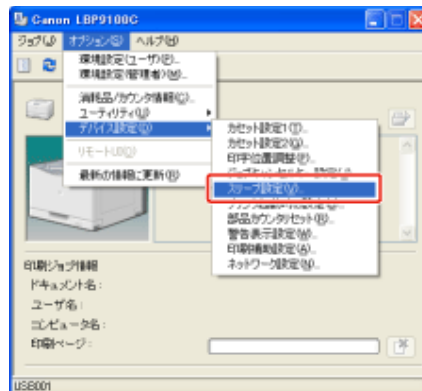 Canon LBP9100C
ジョブ(J) オプション(S) ヘルプ(H)
環境設定(ユーザ)(P)...
環境設定(管理者)(M)...
消耗品/カウンタ情報(C)...
ユーティリティ(U)
デバイス設定(D)
リモートUI(O)
最新の情報に更新(R)
カセット設定1(T)...
カセット設定2(G)...
印字位置調整(P)...
スリープ設定(V)...
部品カウンタリセット(R)...
警告表示設定(W)...
印刷補助設定(A)...
ネットワーク設定(N)...
印刷ジョブ情報
ドキュメント名:
ユーザ名:
コンピュータ名:
印刷ページ:
USB001